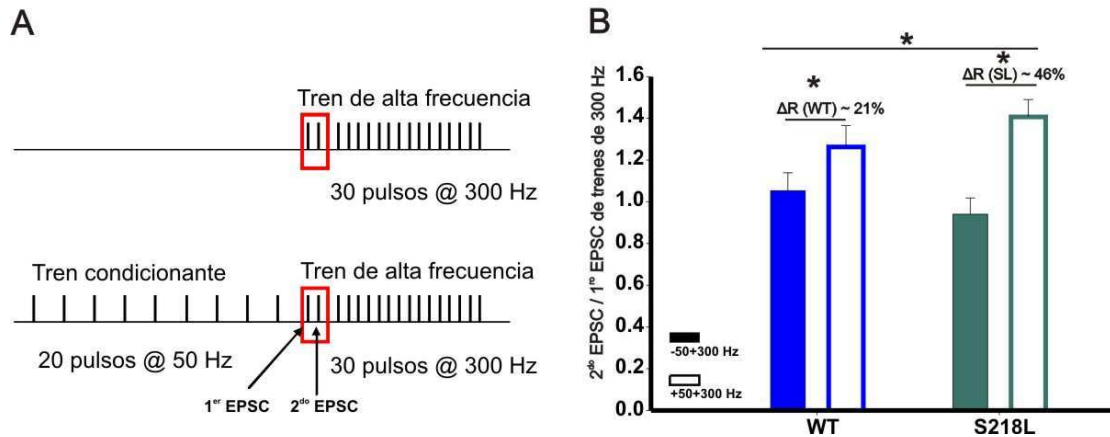 A
Tren de alta frecuencia
30 pulsos @ 300 Hz
Tren condicionante
Tren de alta frecuencia
20 pulsos @ 50 Hz
30 pulsos @ 300 Hz
1er EPSC
2do EPSC
B
2do EPSC / 1ro EPSC de trenes de 300 Hz
1.6
1.4
1.2
1.0
0.8
0.6
0.4
0.2
0.0
*
*
ΔR (WT) ~ 21%
*
ΔR (SL) ~ 46%
-50+300 Hz
+50+300 Hz
WT
S218L